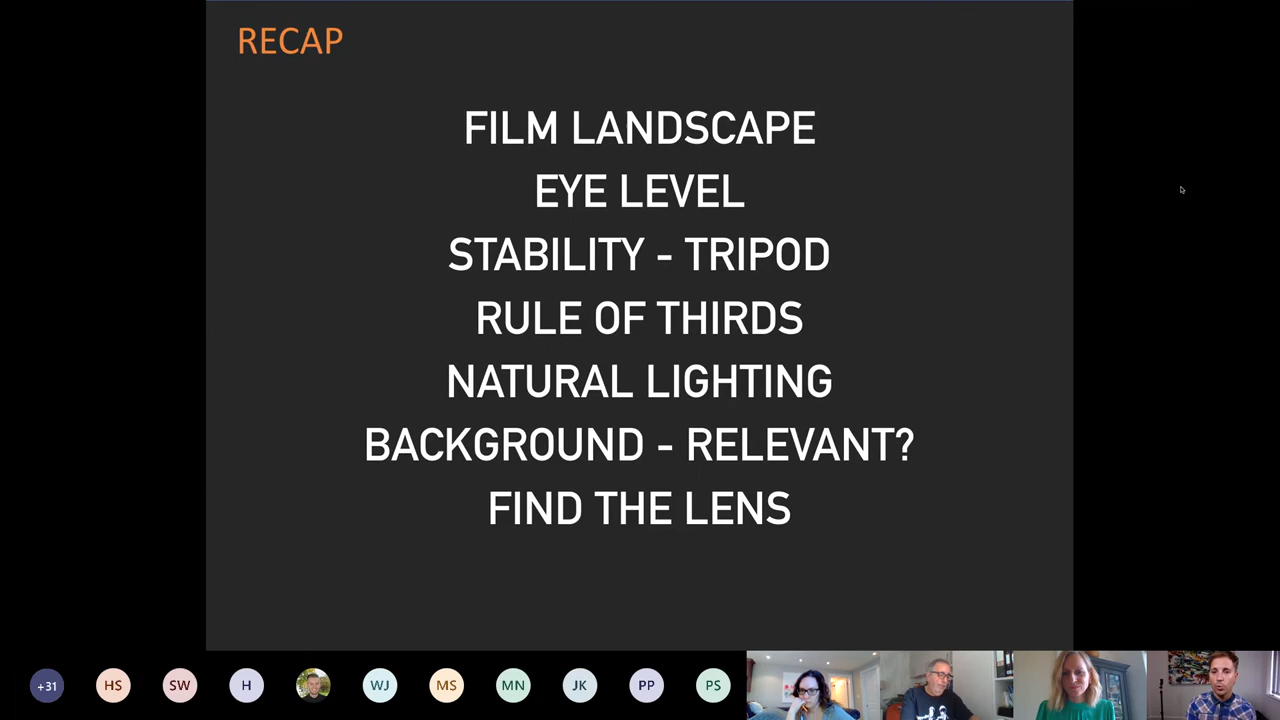 RECAP
FILM LANDSCAPE
EYE LEVEL
STABILITY - TRIPOD
RULE OF THIRDS
NATURAL LIGHTING
BACKGROUND - RELEVANT?
FIND THE LENS
+31
HS
SW
H
WJ
MS
MN
JK
PP
PS